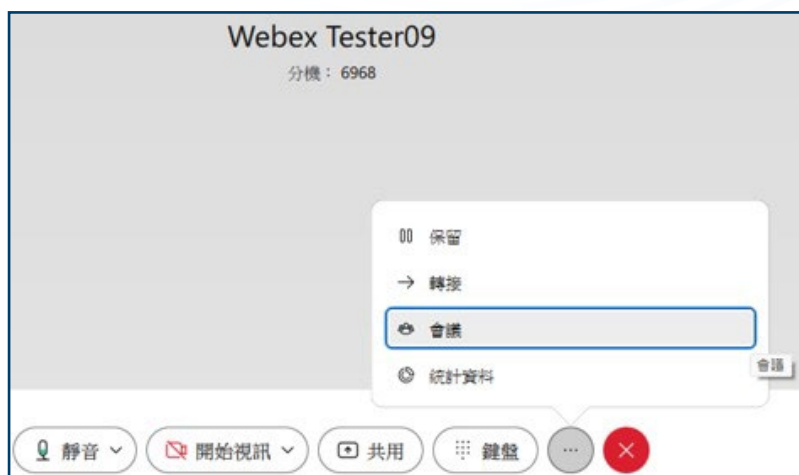 Webex Tester09
分機： 6968
保留
轉接
會議
會議
統計資料
靜音 開始視訊 共用 鍵盤